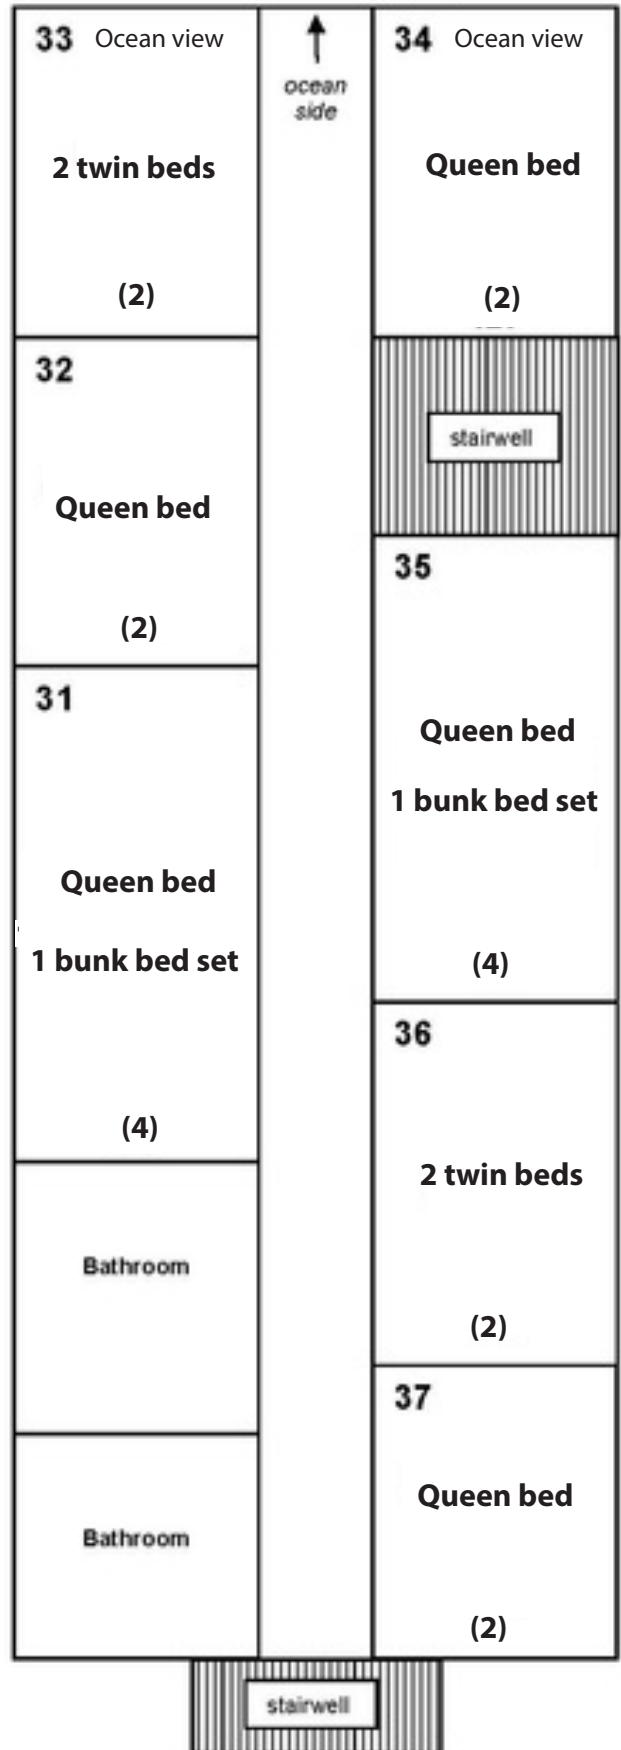 33 Ocean view
2 twin beds
(2)
32
Queen bed
(2)
31
Queen bed
1 bunk bed set
(4)
Bathroom
Bathroom
ocean
side
34 Ocean view
Queen bed
(2)
stairwell
35
Queen bed
1 bunk bed set
(4)
36
2 twin beds
(2)
37
Queen bed
(2)
stairwell